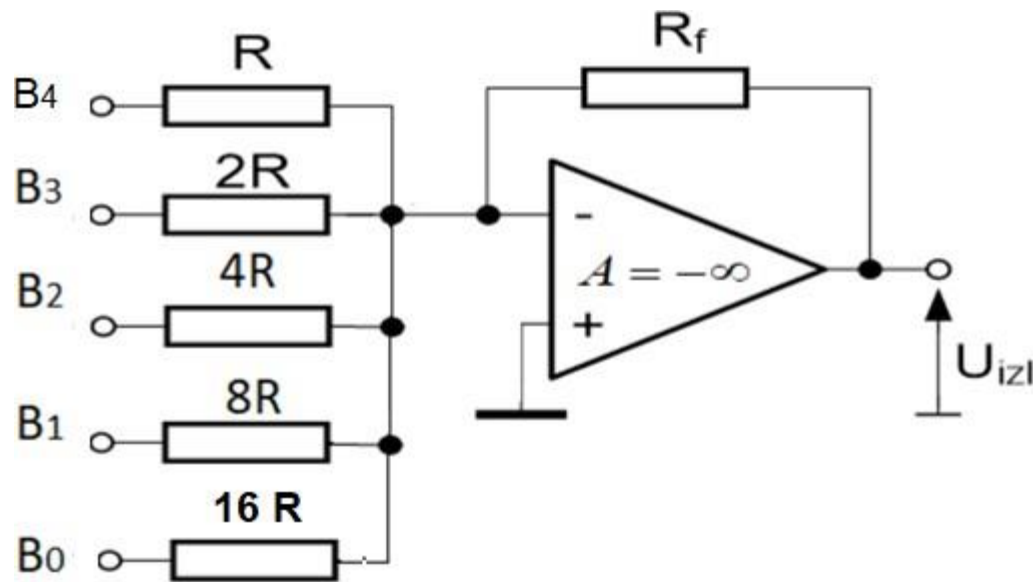 B4
R
B3
2R
B2
4R
B1
8R
B0
16 R
Rf
-
A = -∞
+
Uizl